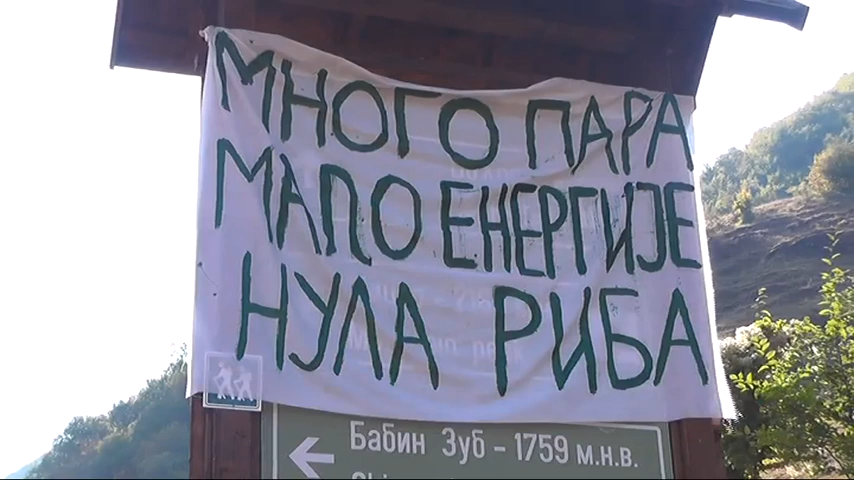 МНОГО ПАРА
МАЛО ЕНЕРГИЈЕ
НУЛА РИБА
Бабин Зуб - 1759 м.н.в.